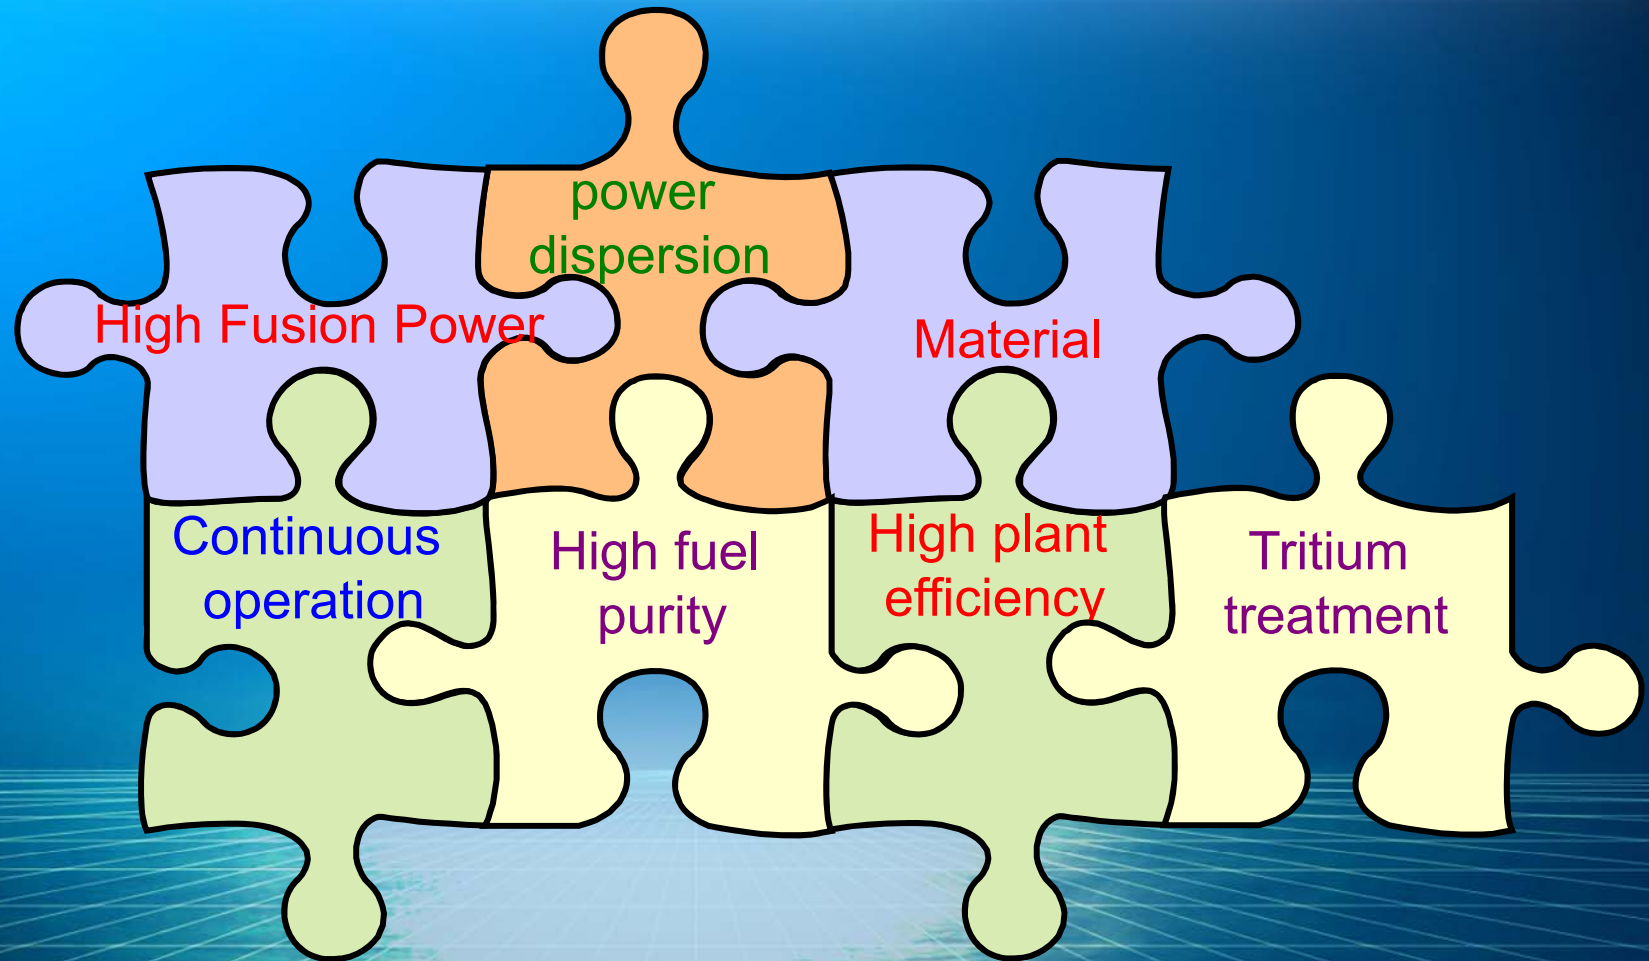 power
dispersion
High Fusion Power
Material
Continuous
operation
High fuel
purity
High plant
efficiency
Tritium
treatment